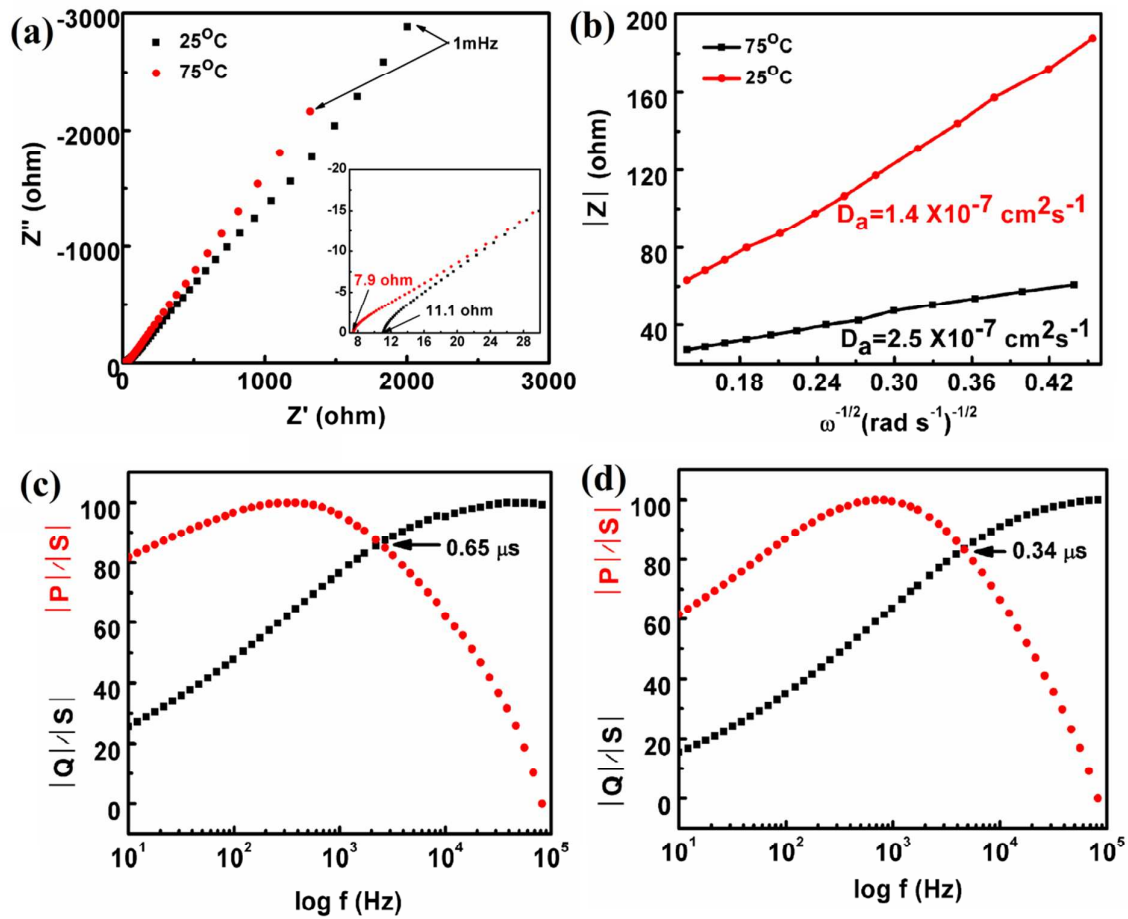 (a)
-3000
-2000
-1000
0
Z'' (ohm)
25°C
75°C
1mHz
-20
-15
-10
-5
0
7.9 ohm
11.1 ohm
8 12 16 20 24 28
0 1000 2000 3000
Z' (ohm)
(b)
200
160
120
80
40
|Z| (ohm)
75°C
25°C
Dₐ=1.4 X10⁻⁷ cm²s⁻¹
Dₐ=2.5 X10⁻⁷ cm²s⁻¹
0.18 0.24 0.30 0.36 0.42
ω⁻¹/²(rad s⁻¹)⁻¹/²
(c)
|P|/|S|
|Q|/|S|
100
80
60
40
20
0
0.65 μs
10¹ 10² 10³ 10⁴ 10⁵
log f (Hz)
(d)
|P|/|S|
|Q|/|S|
100
80
60
40
20
0
0.34 μs
10¹ 10² 10³ 10⁴ 10⁵
log f (Hz)